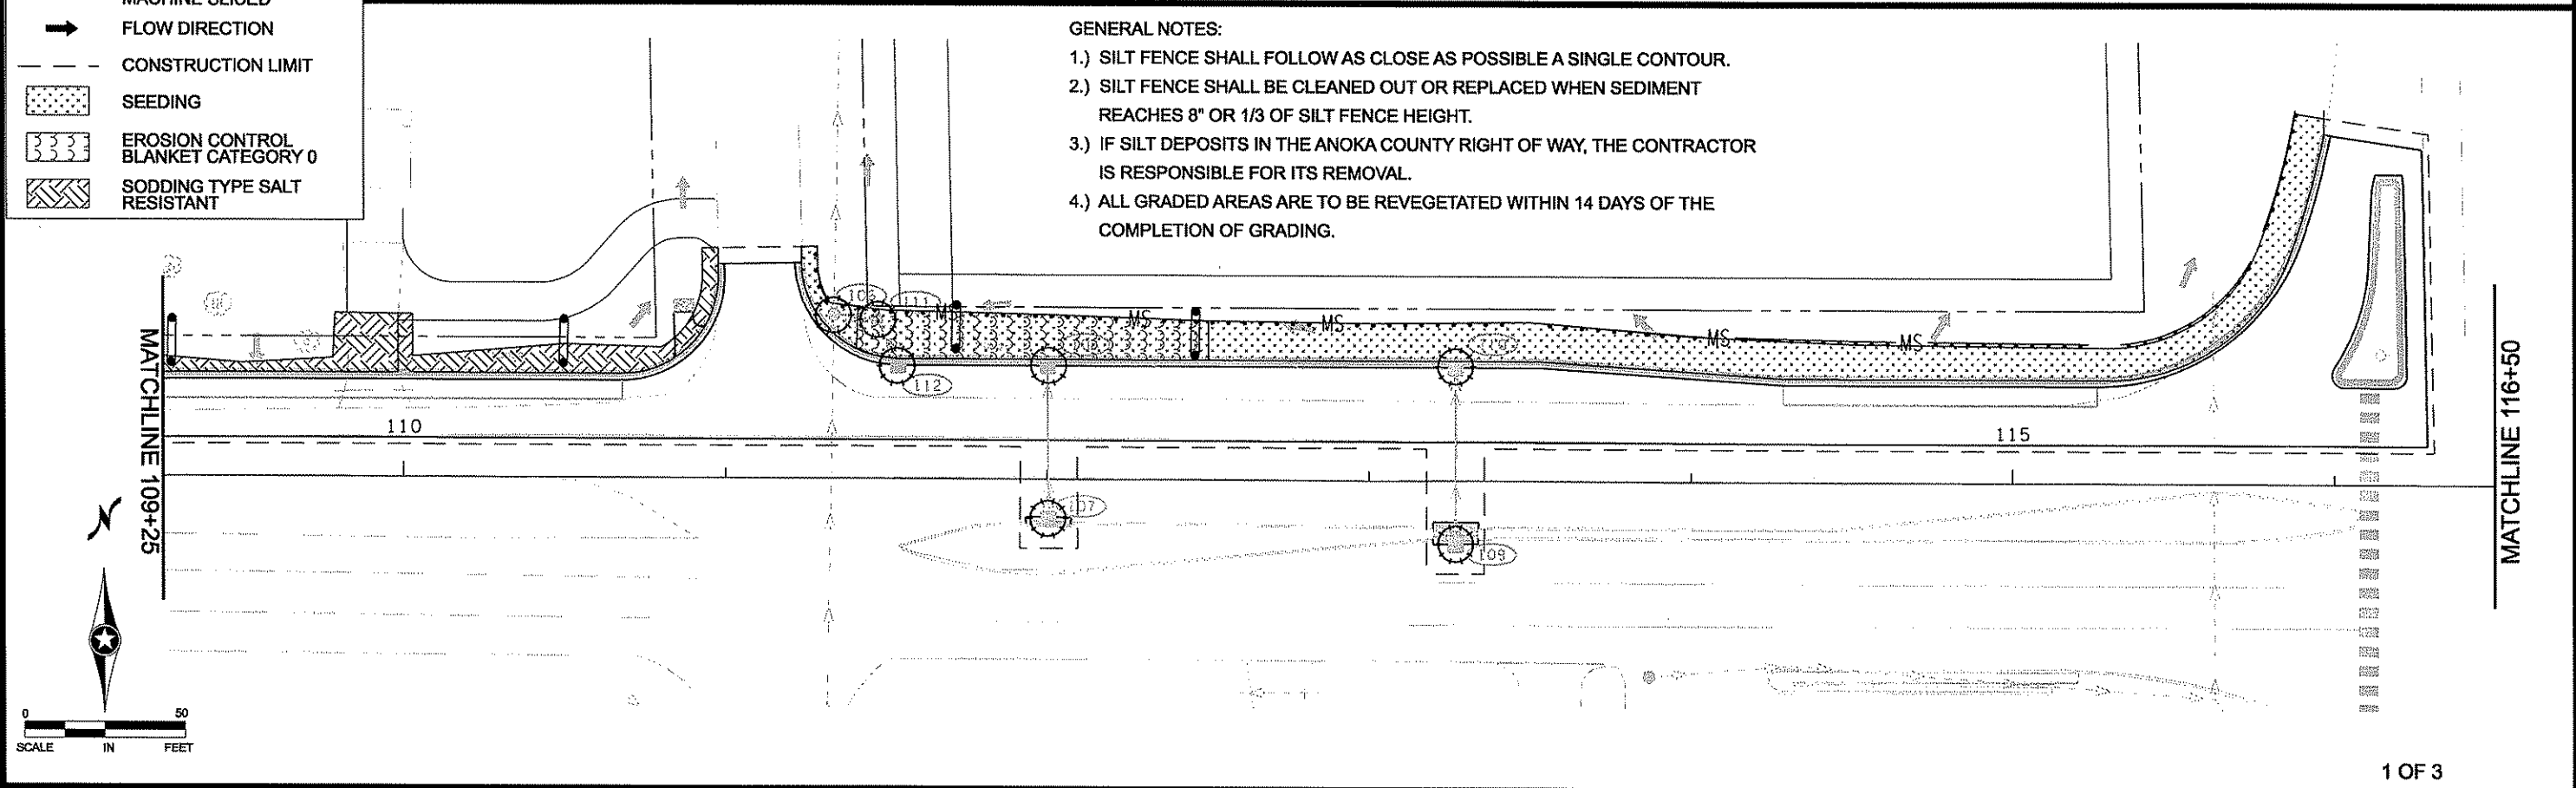 MACHINE SLICED
FLOW DIRECTION
CONSTRUCTION LIMIT
SEEDING
EROSION CONTROL
BLANKET CATEGORY 0
SODDING TYPE SALT
RESISTANT
GENERAL NOTES:
1.) SILT FENCE SHALL FOLLOW AS CLOSE AS POSSIBLE A SINGLE CONTOUR.
2.) SILT FENCE SHALL BE CLEANED OUT OR REPLACED WHEN SEDIMENT
REACHES 8" OR 1/3 OF SILT FENCE HEIGHT.
3.) IF SILT DEPOSITS IN THE ANOKA COUNTY RIGHT OF WAY, THE CONTRACTOR
IS RESPONSIBLE FOR ITS REMOVAL.
4.) ALL GRADED AREAS ARE TO BE REVEGETATED WITHIN 14 DAYS OF THE
COMPLETION OF GRADING.
111
MS
MS
MS
MS
MS
112
110
115
107
109
MATCHLINE 109+25
MATCHLINE 116+50
N
0 50
SCALE IN FEET
1 OF 3